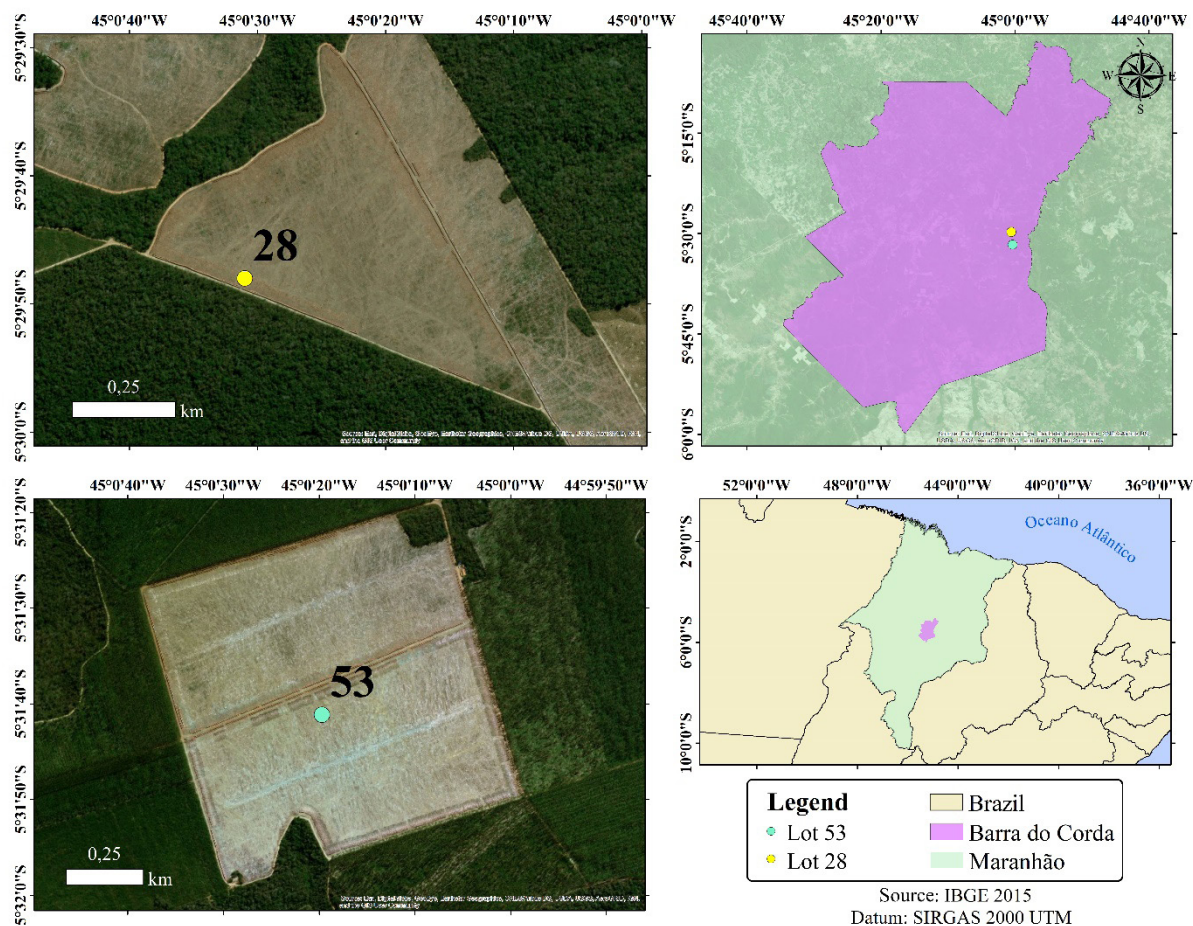 45°0'40"W 45°0'30"W 45°0'20"W 45°0'10"W 45°0'0"W
5°29'30"S
5°29'40"S
5°29'50"S
5°30'0"S
28
0,25
km
45°40'0"W 45°20'0"W 45°0'0"W 44°40'0"W
N
W E
S
5°15'0"S
5°30'0"S
5°45'0"S
6°0'0"S
45°0'40"W 45°0'30"W 45°0'20"W 45°0'10"W 45°0'0"W 44°59'50"W
5°31'20"S
5°31'30"S
5°31'40"S
5°31'50"S
5°32'0"S
53
0,25
km
52°0'0"W 48°0'0"W 44°0'0"W 40°0'0"W 36°0'0"W
2°0'0"S
6°0'0"S
10°0'0"S
Oceano Atlântico
Legend
Lot 53
Lot 28
Brazil
Barra do Corda
Maranhão
Source: IBGE 2015
Datum: SIRGAS 2000 UTM